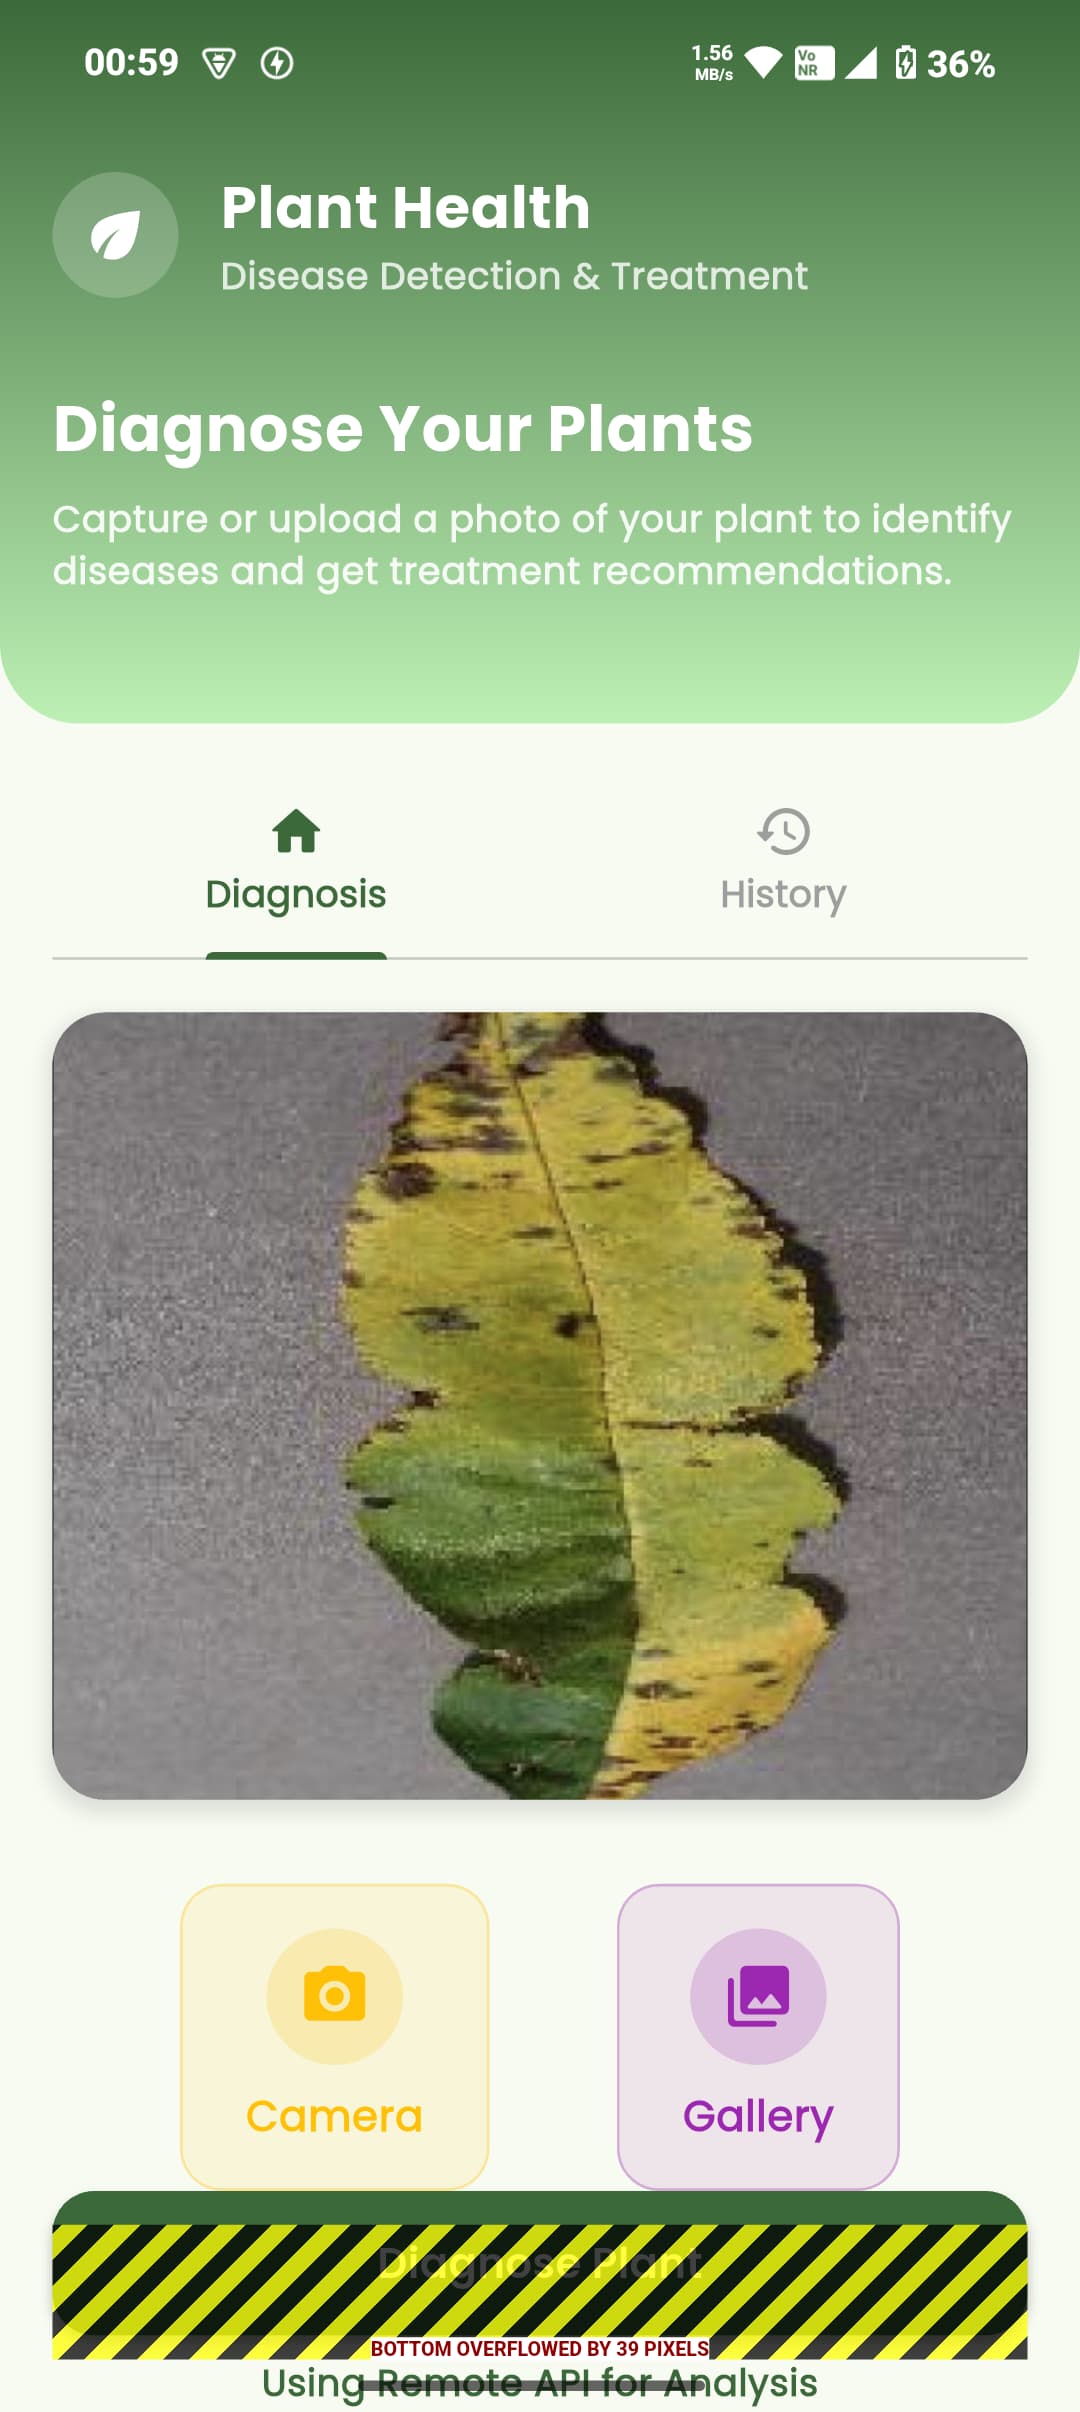 00:59
1.56
MB/s
Vo
NR
36%
Plant Health
Disease Detection & Treatment
Diagnose Your Plants
Capture or upload a photo of your plant to identify
diseases and get treatment recommendations.
Diagnosis
History
Camera
Gallery
Diagnose Plant
BOTTOM OVERFLOWED BY 39 PIXELS
Using Remote API for Analysis